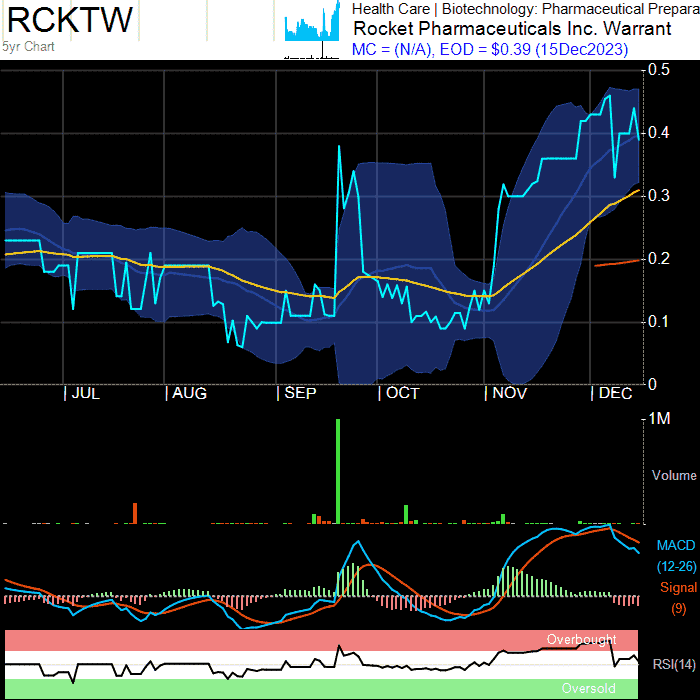 RCKTW
5yr Chart
Health Care | Biotechnology: Pharmaceutical Prepara
Rocket Pharmaceuticals Inc. Warrant
MC = (N/A), EOD = $0.39 (15Dec2023)
0.5
0.4
0.3
0.2
0.1
0
| JUL | AUG | SEP | OCT | NOV | DEC
1M
Volume
MACD
(12-26)
Signal
(9)
Overbought
RSI(14)
Oversold